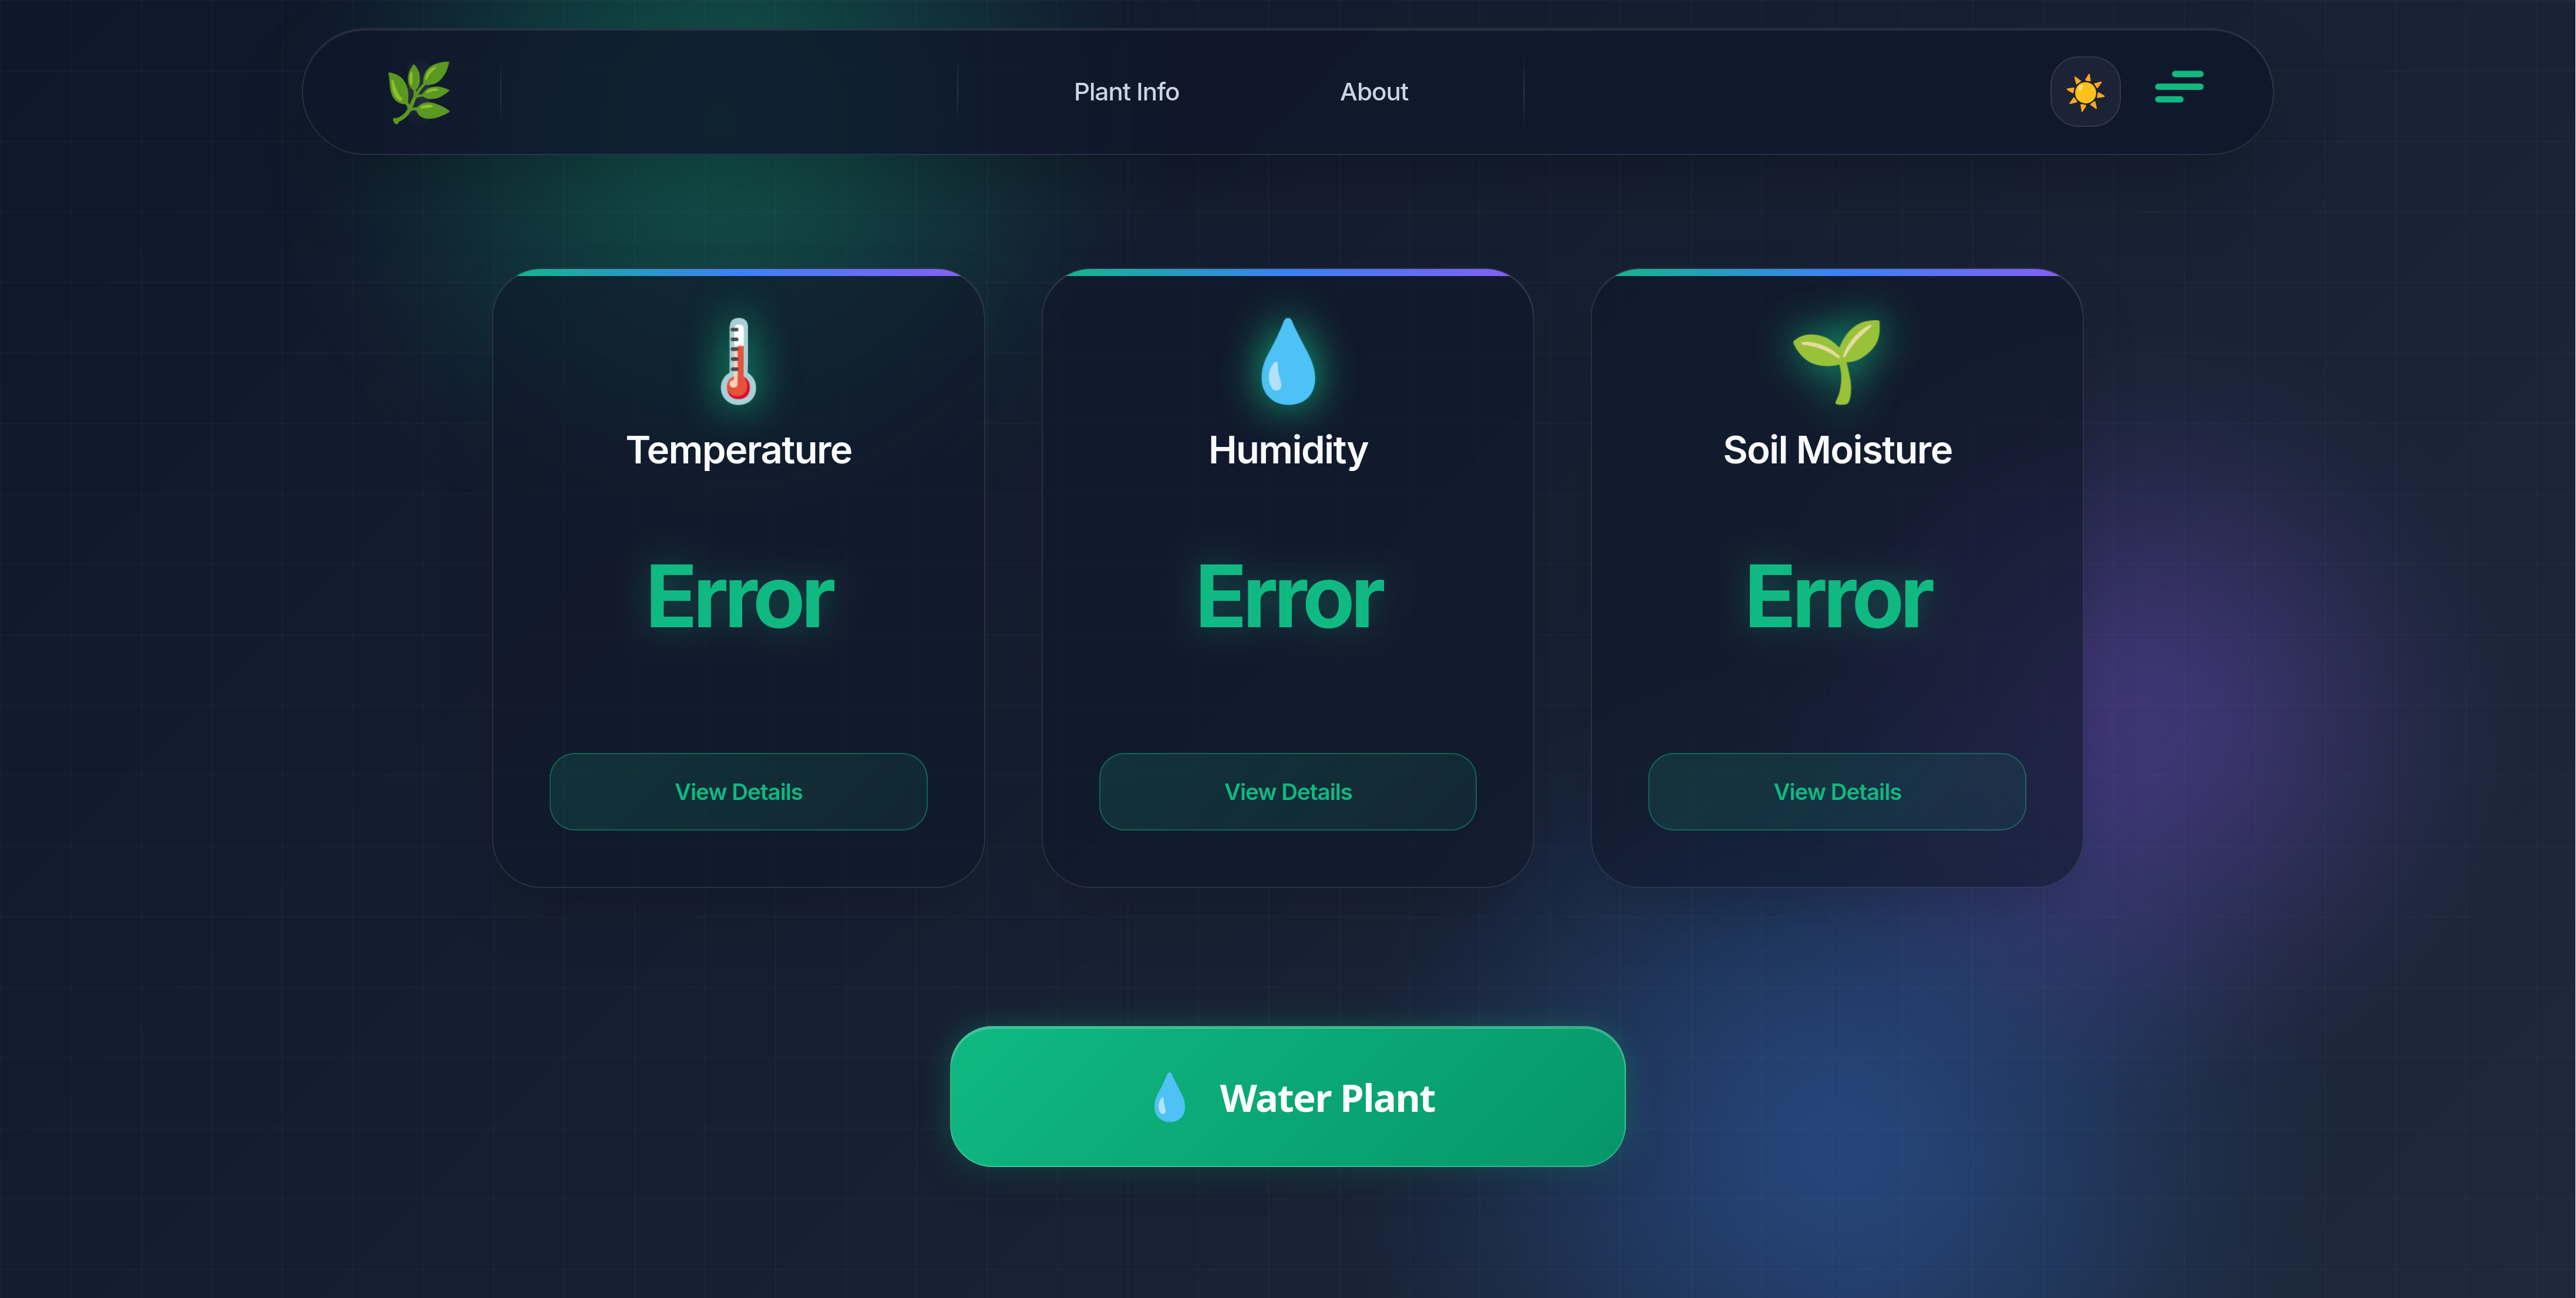 Plant Info
About
Temperature
Humidity
Soil Moisture
Error
Error
Error
View Details
View Details
View Details
Water Plant